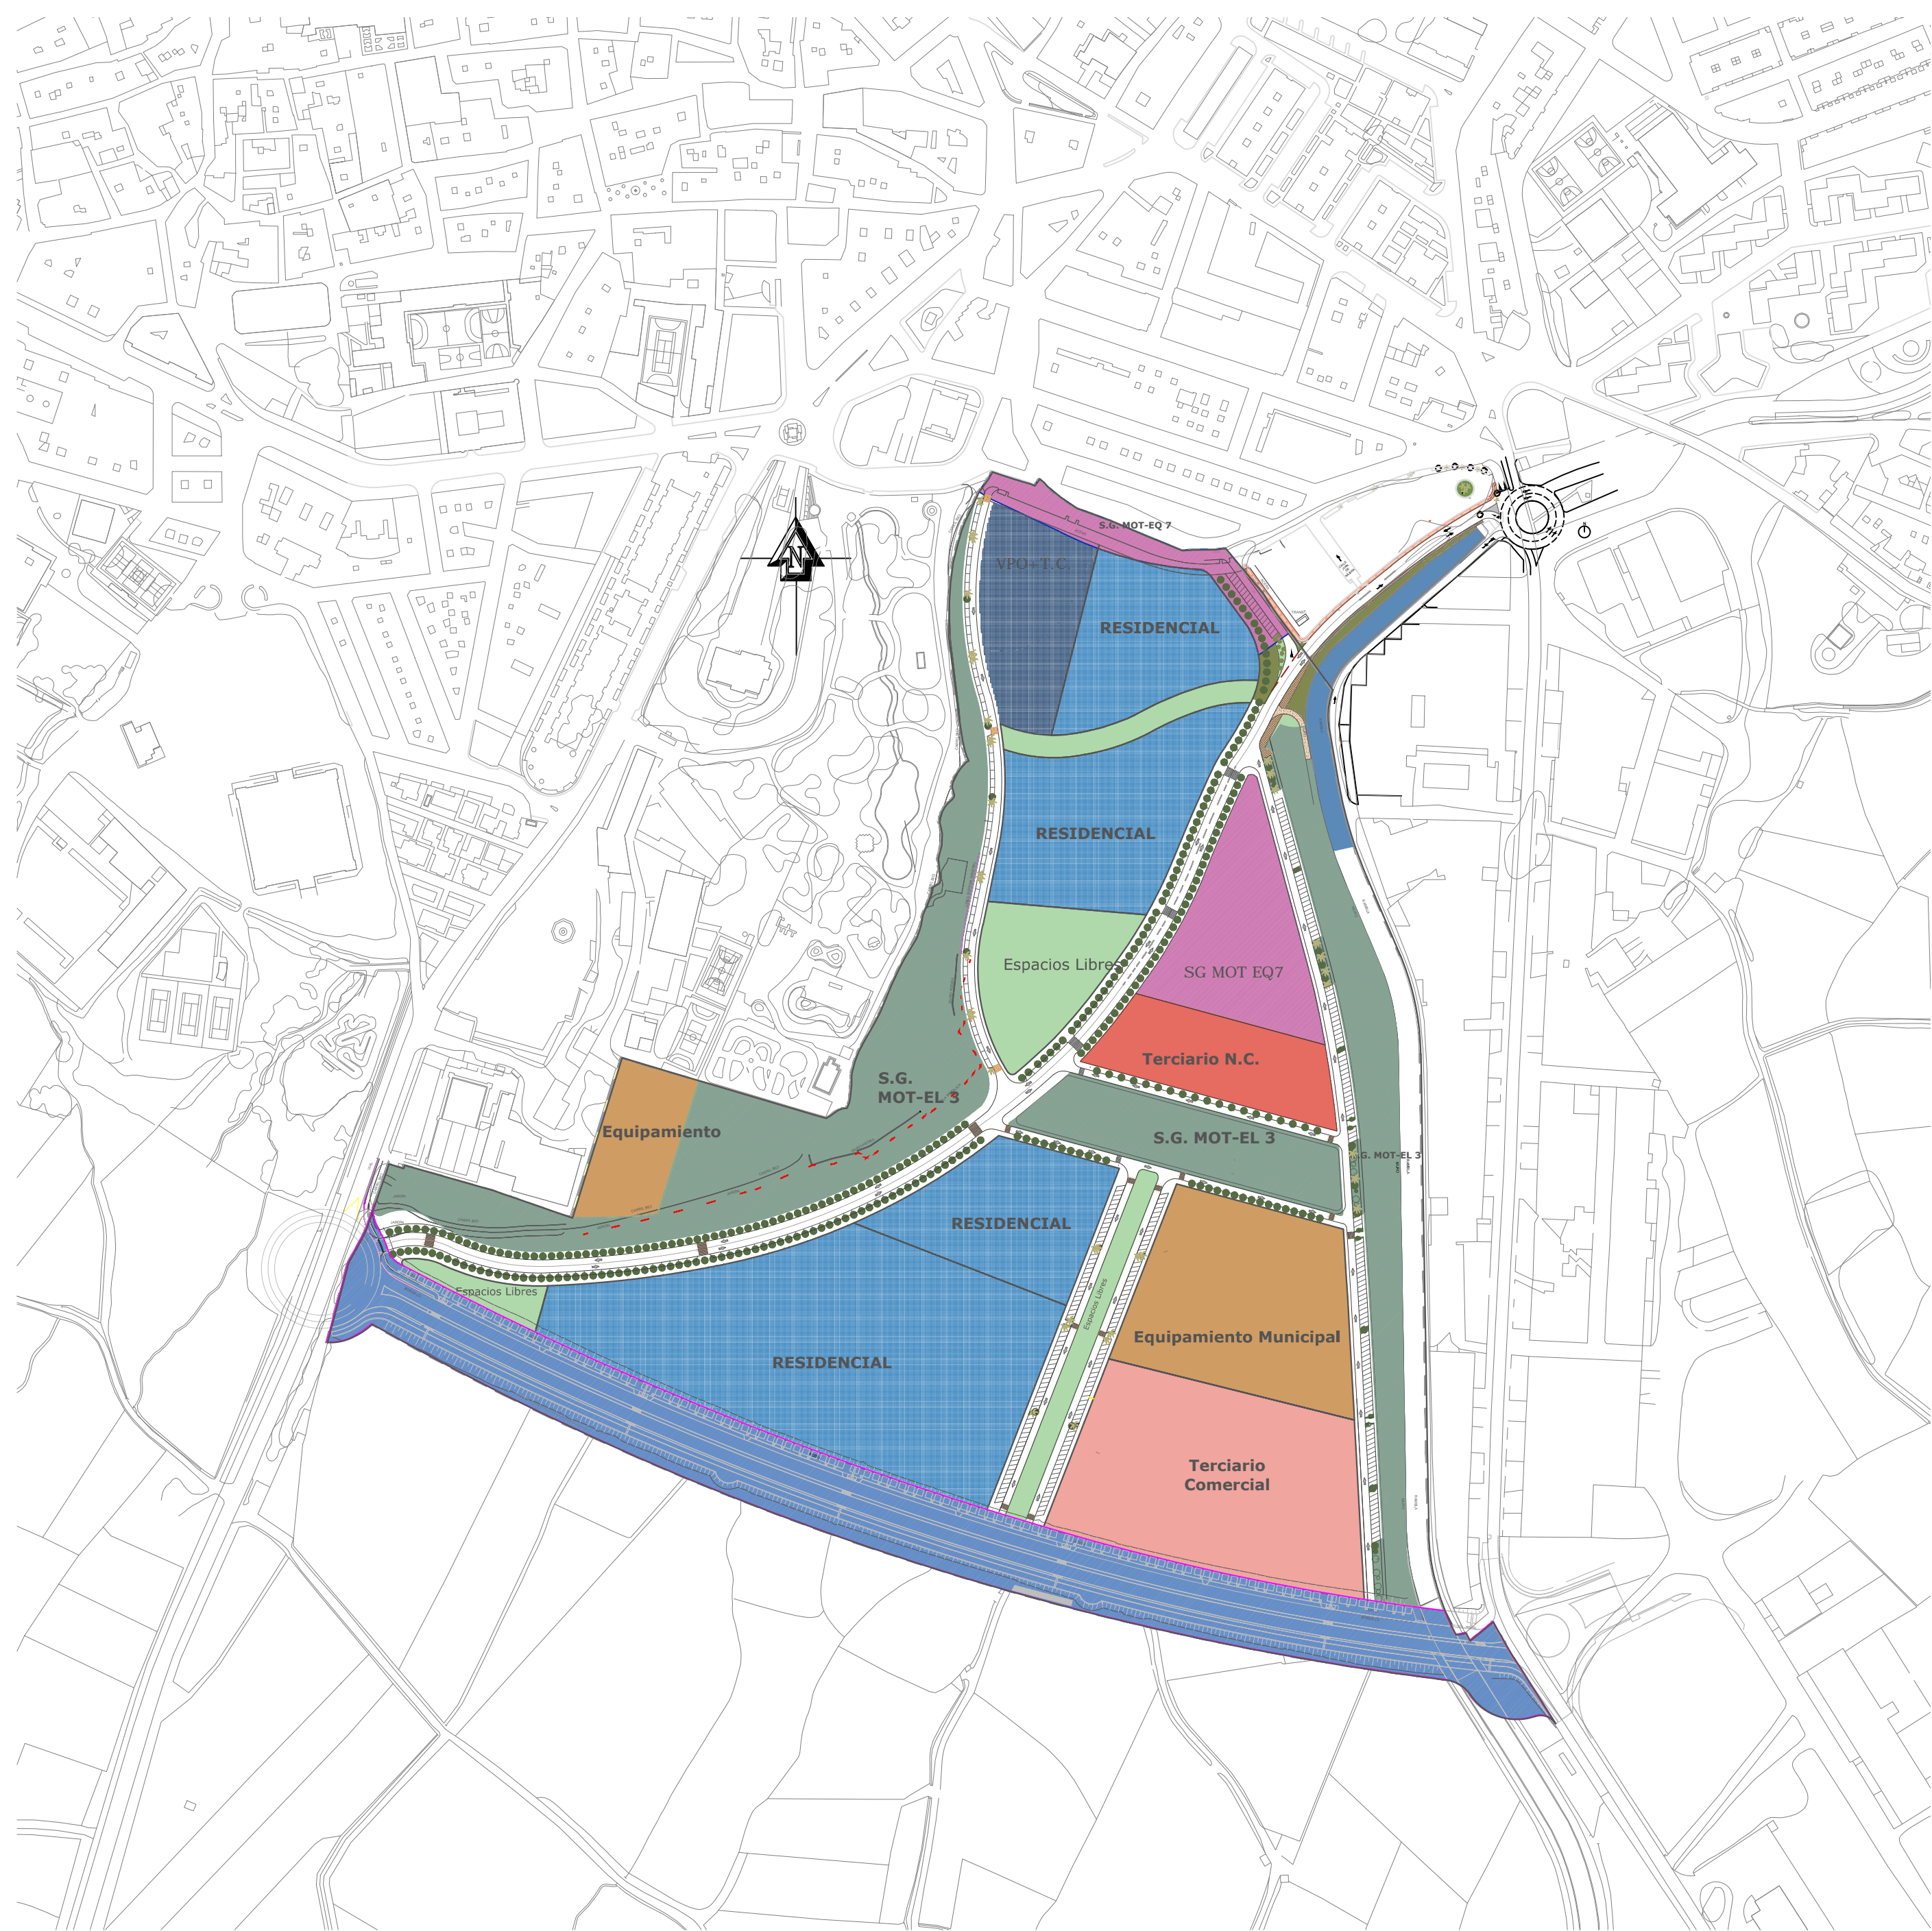 S.G. MOT-EQ 7
VPO+T.C.
N
RESIDENCIAL
RESIDENCIAL
Espacios Libres
SG MOT EQ7
Terciario N.C.
S.G.
MOT-EL 3
Equipamiento
S.G. MOT-EL 3
G. MOT-EL 3
RESIDENCIAL
Espacios Libres
Espacios Libres
Equipamiento Municipal
RESIDENCIAL
Terciario
Comercial